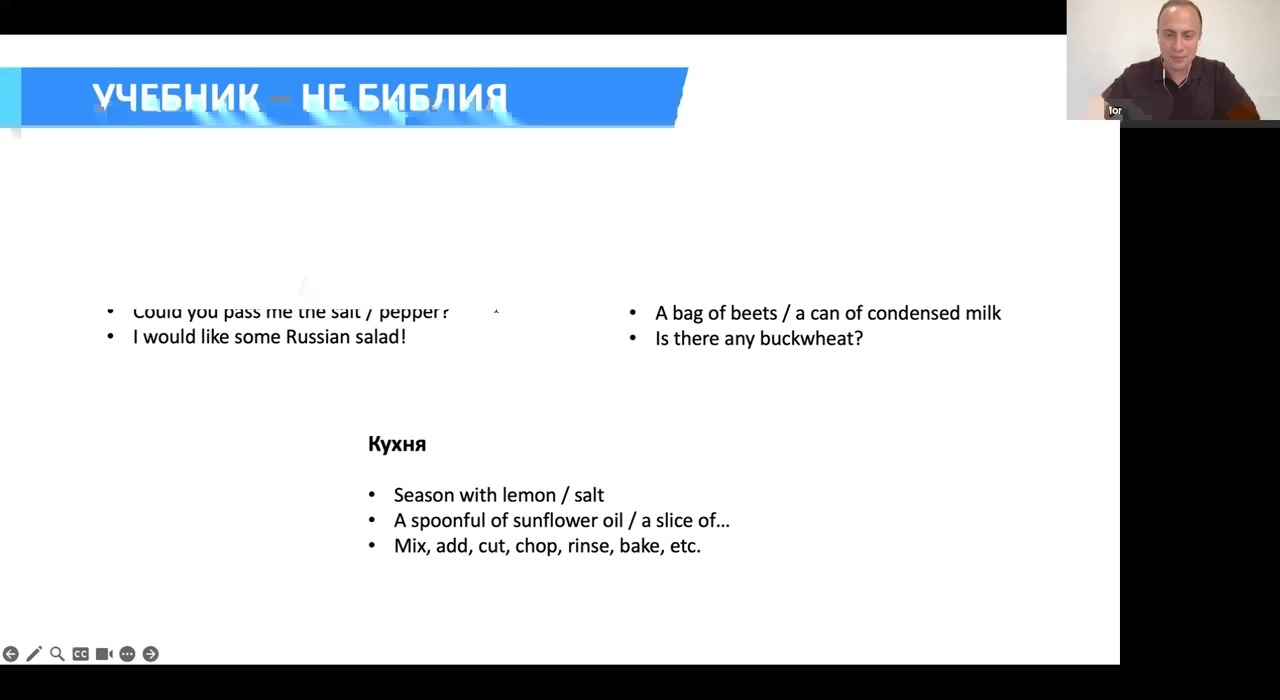 УЧЕБНИК – НЕ БИБЛИЯ
Could you pass me the salt / pepper?
I would like some Russian salad!
A bag of beets / a can of condensed milk
Is there any buckwheat?
Кухня
Season with lemon / salt
A spoonful of sunflower oil / a slice of…
Mix, add, cut, chop, rinse, bake, etc.
CC